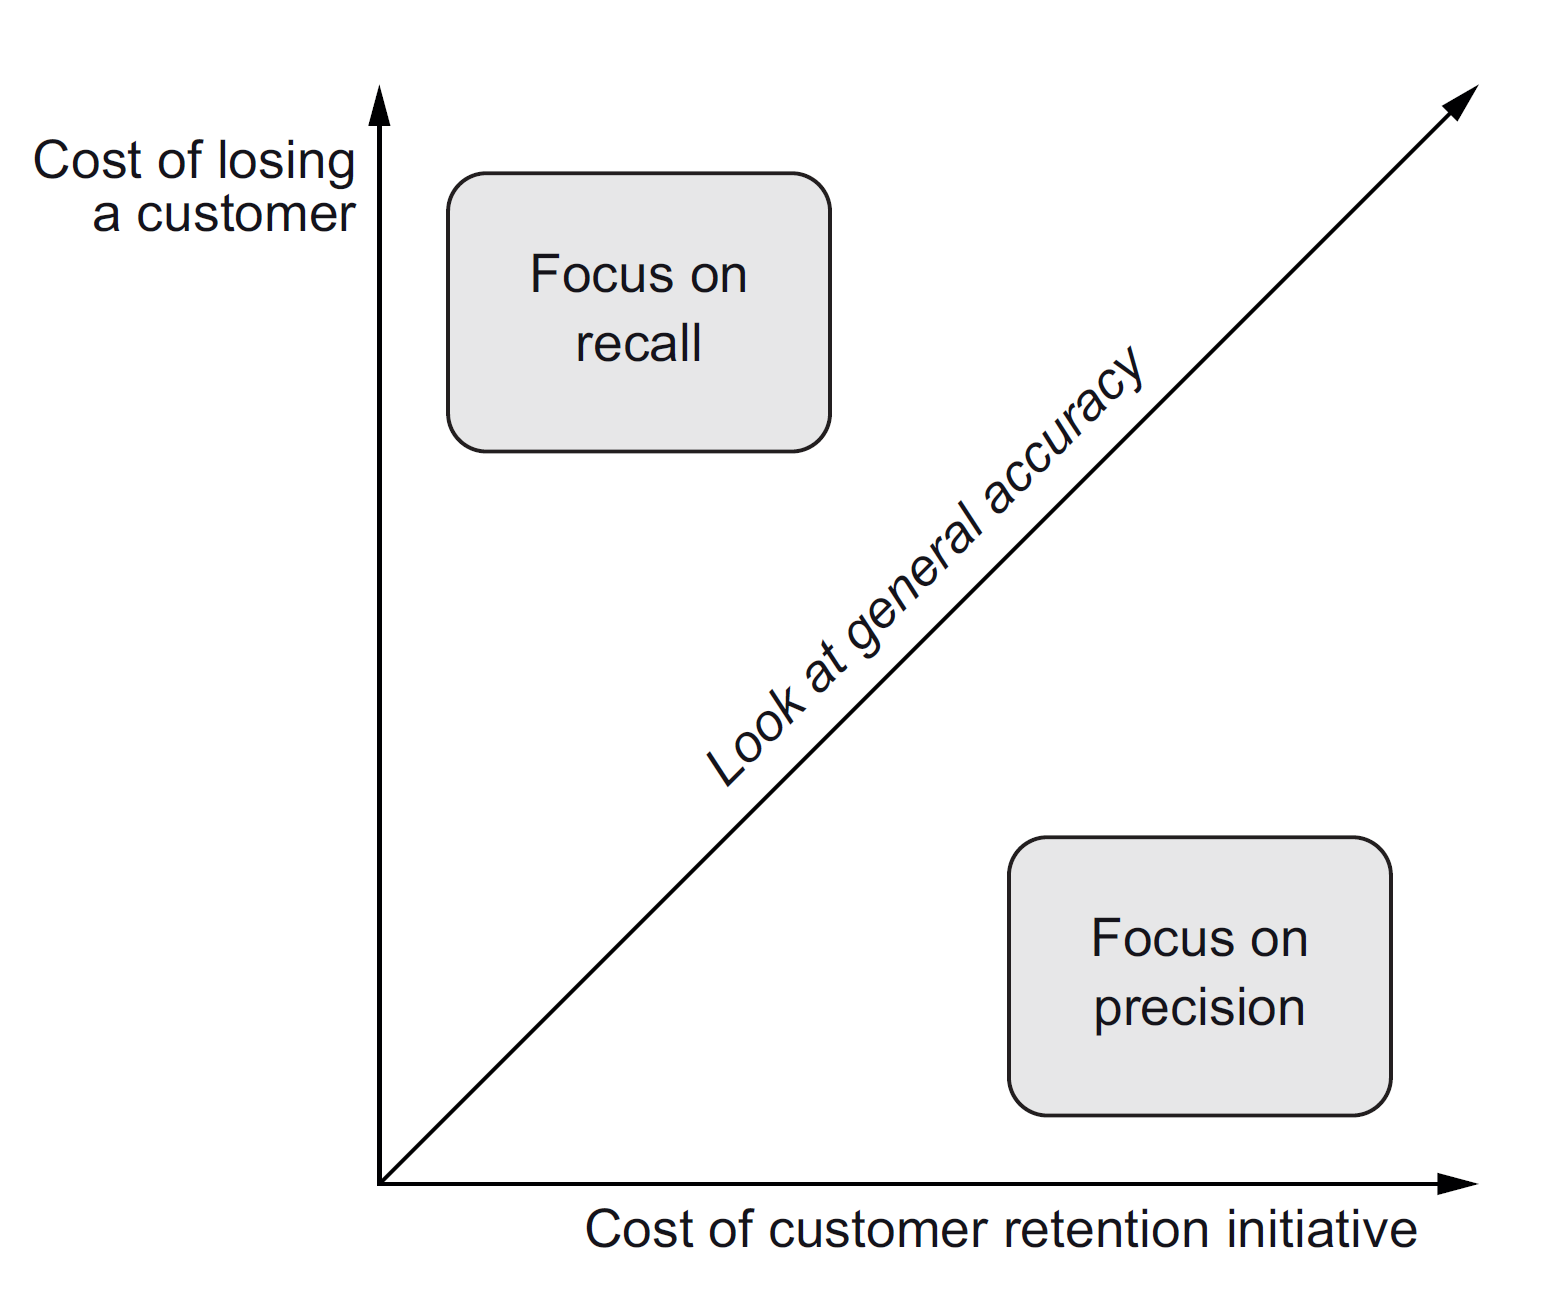 Cost of losing
a customer
Focus on
recall
Look at general accuracy
Focus on
precision
Cost of customer retention initiative